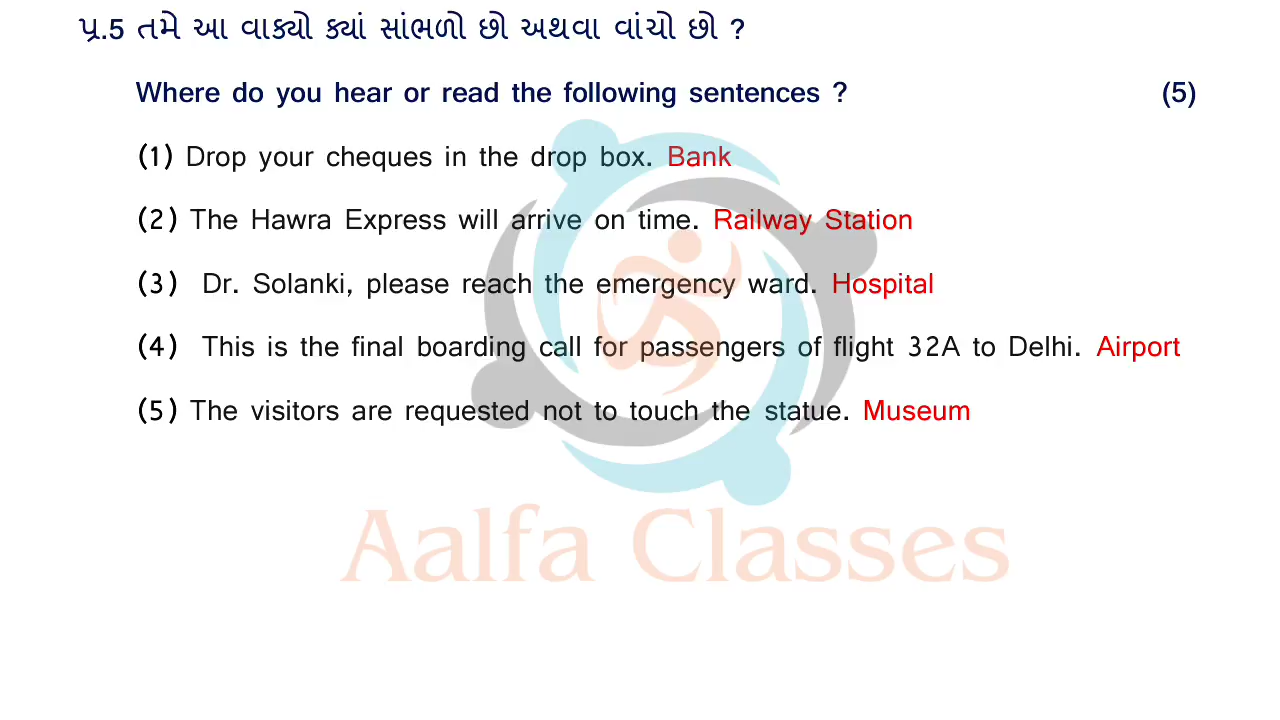 પ્ર.5 તમે આ વાક્યો ક્યાં સાંભળો છો અથવા વાંચો છો ?
Where do you hear or read the following sentences ? (5)
(1) Drop your cheques in the drop box. Bank
(2) The Hawra Express will arrive on time. Railway Station
(3) Dr. Solanki, please reach the emergency ward. Hospital
(4) This is the final boarding call for passengers of flight 32A to Delhi. Airport
(5) The visitors are requested not to touch the statue. Museum
Aalfa Classes